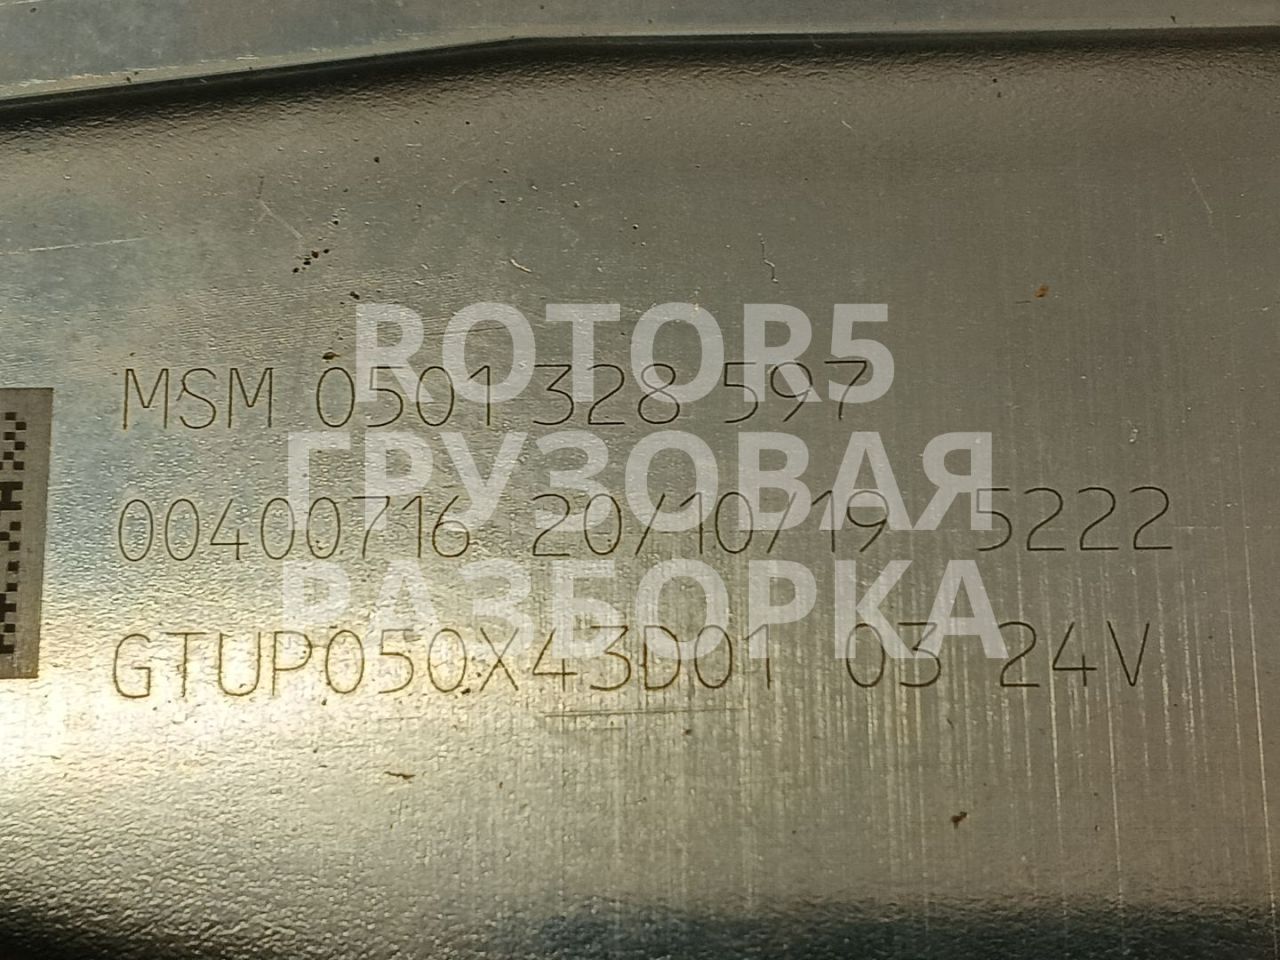 ROTOR5
MSM 0501 328 597
ГРУЗОВАЯ
00400716 20/10/19 5222
РАЗБОРКА
GTUP050X43D01 03 24V